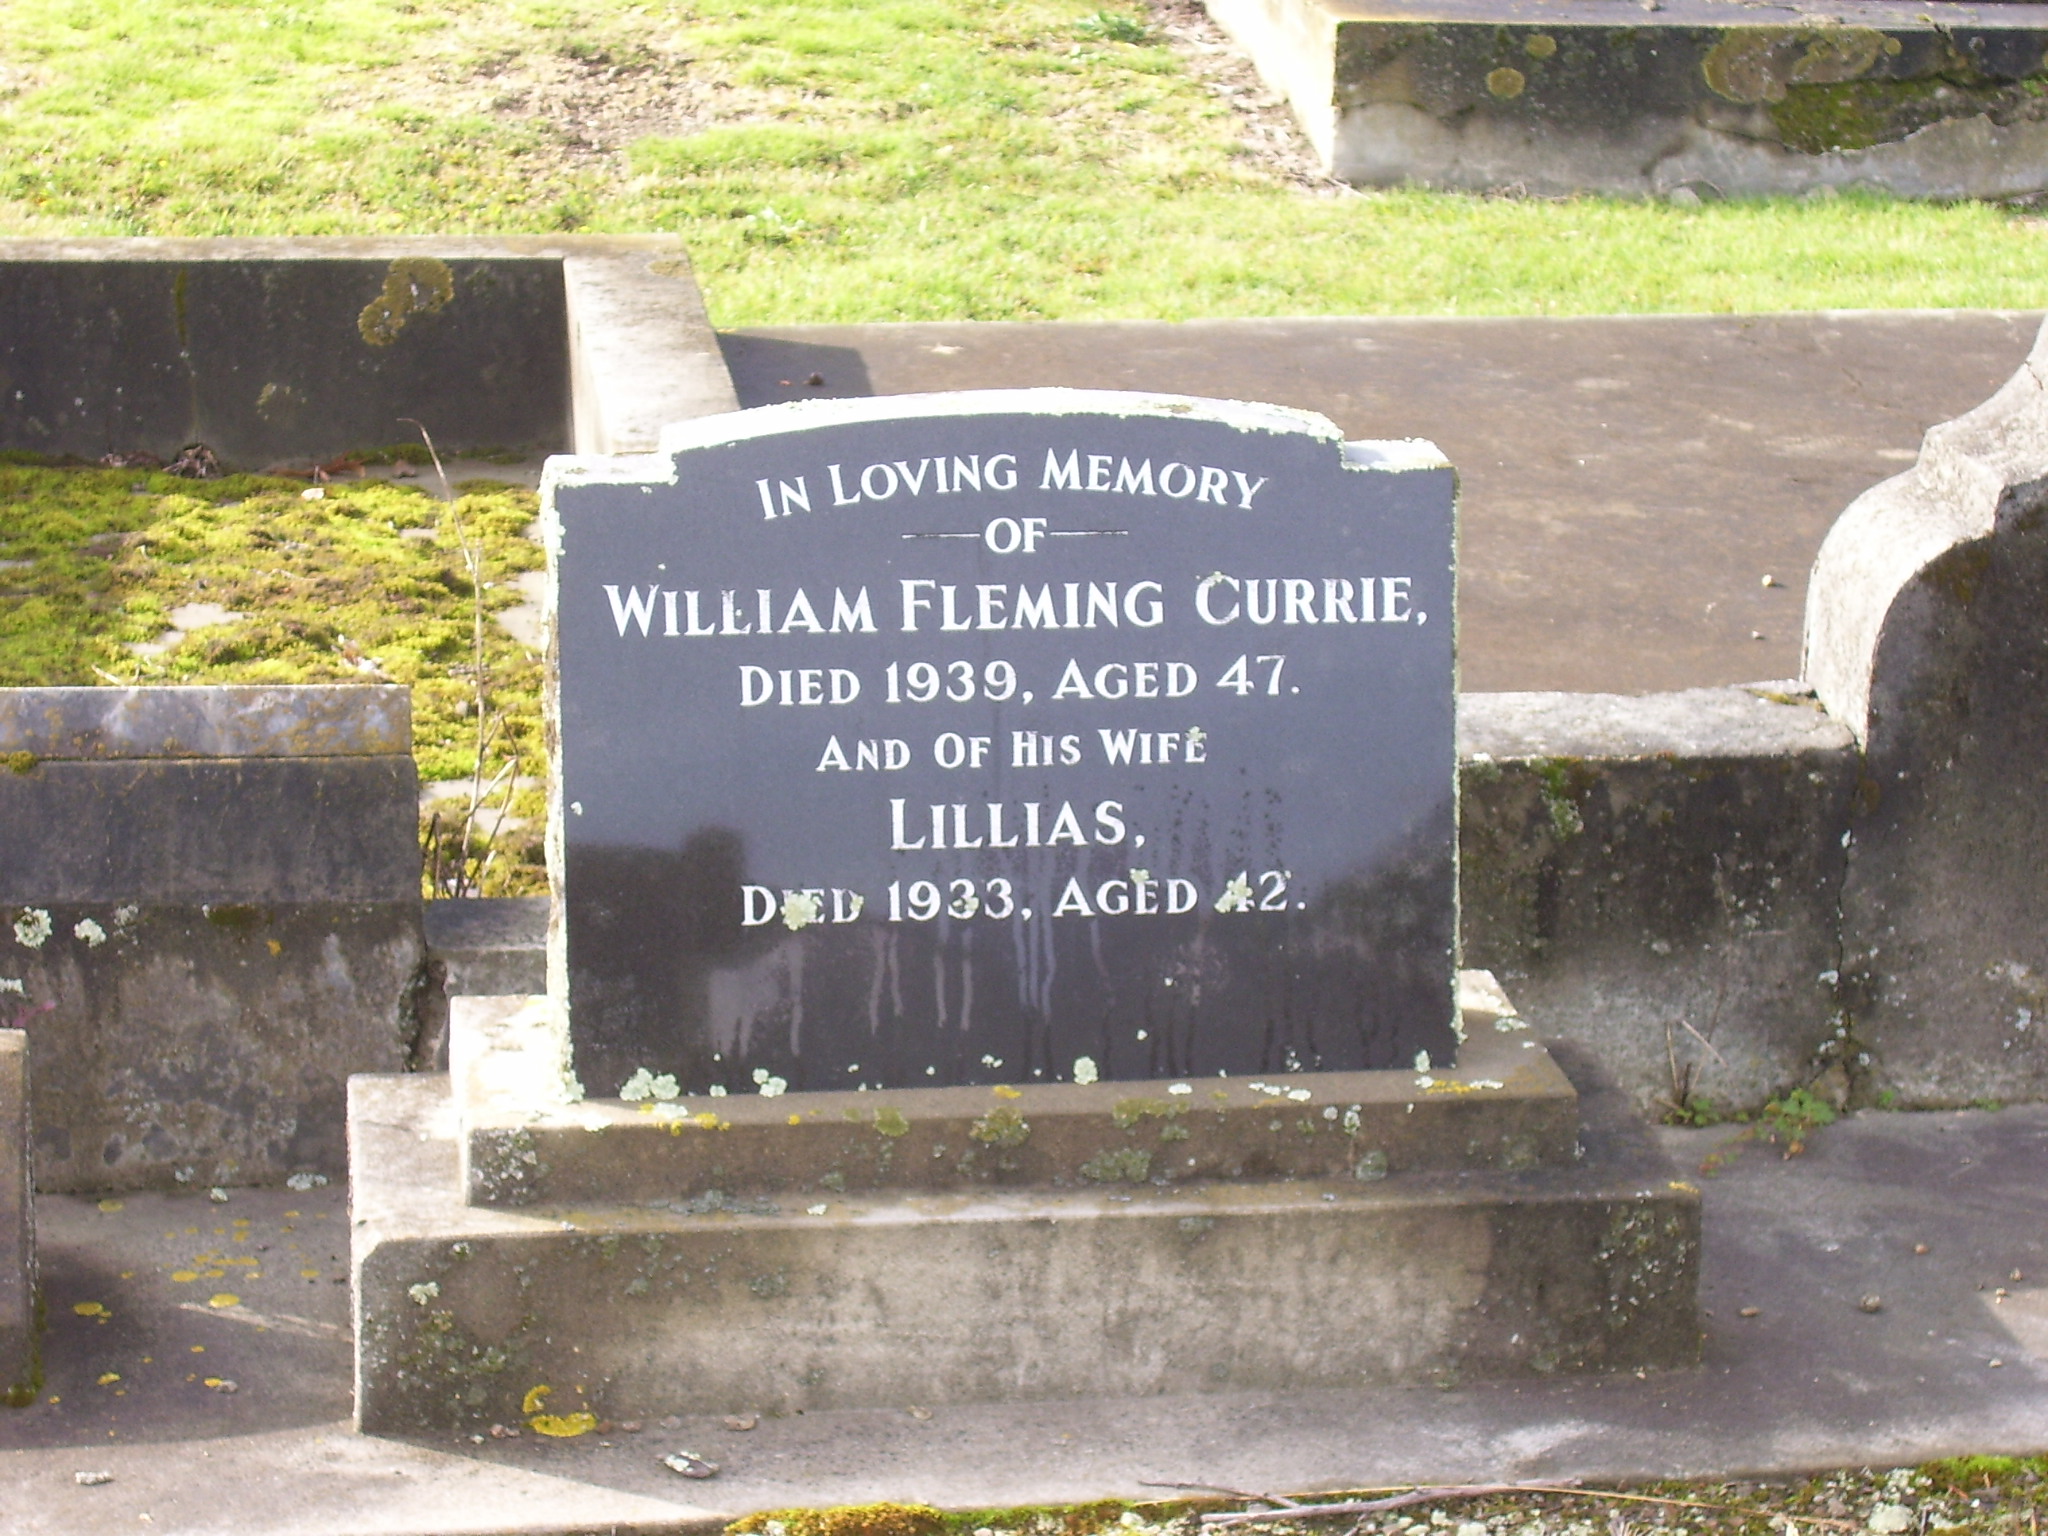 In Loving Memory
of
William Fleming Currie,
Died 1939, Aged 47.
And Of His Wife
Lillias,
Died 1933, Aged 42.